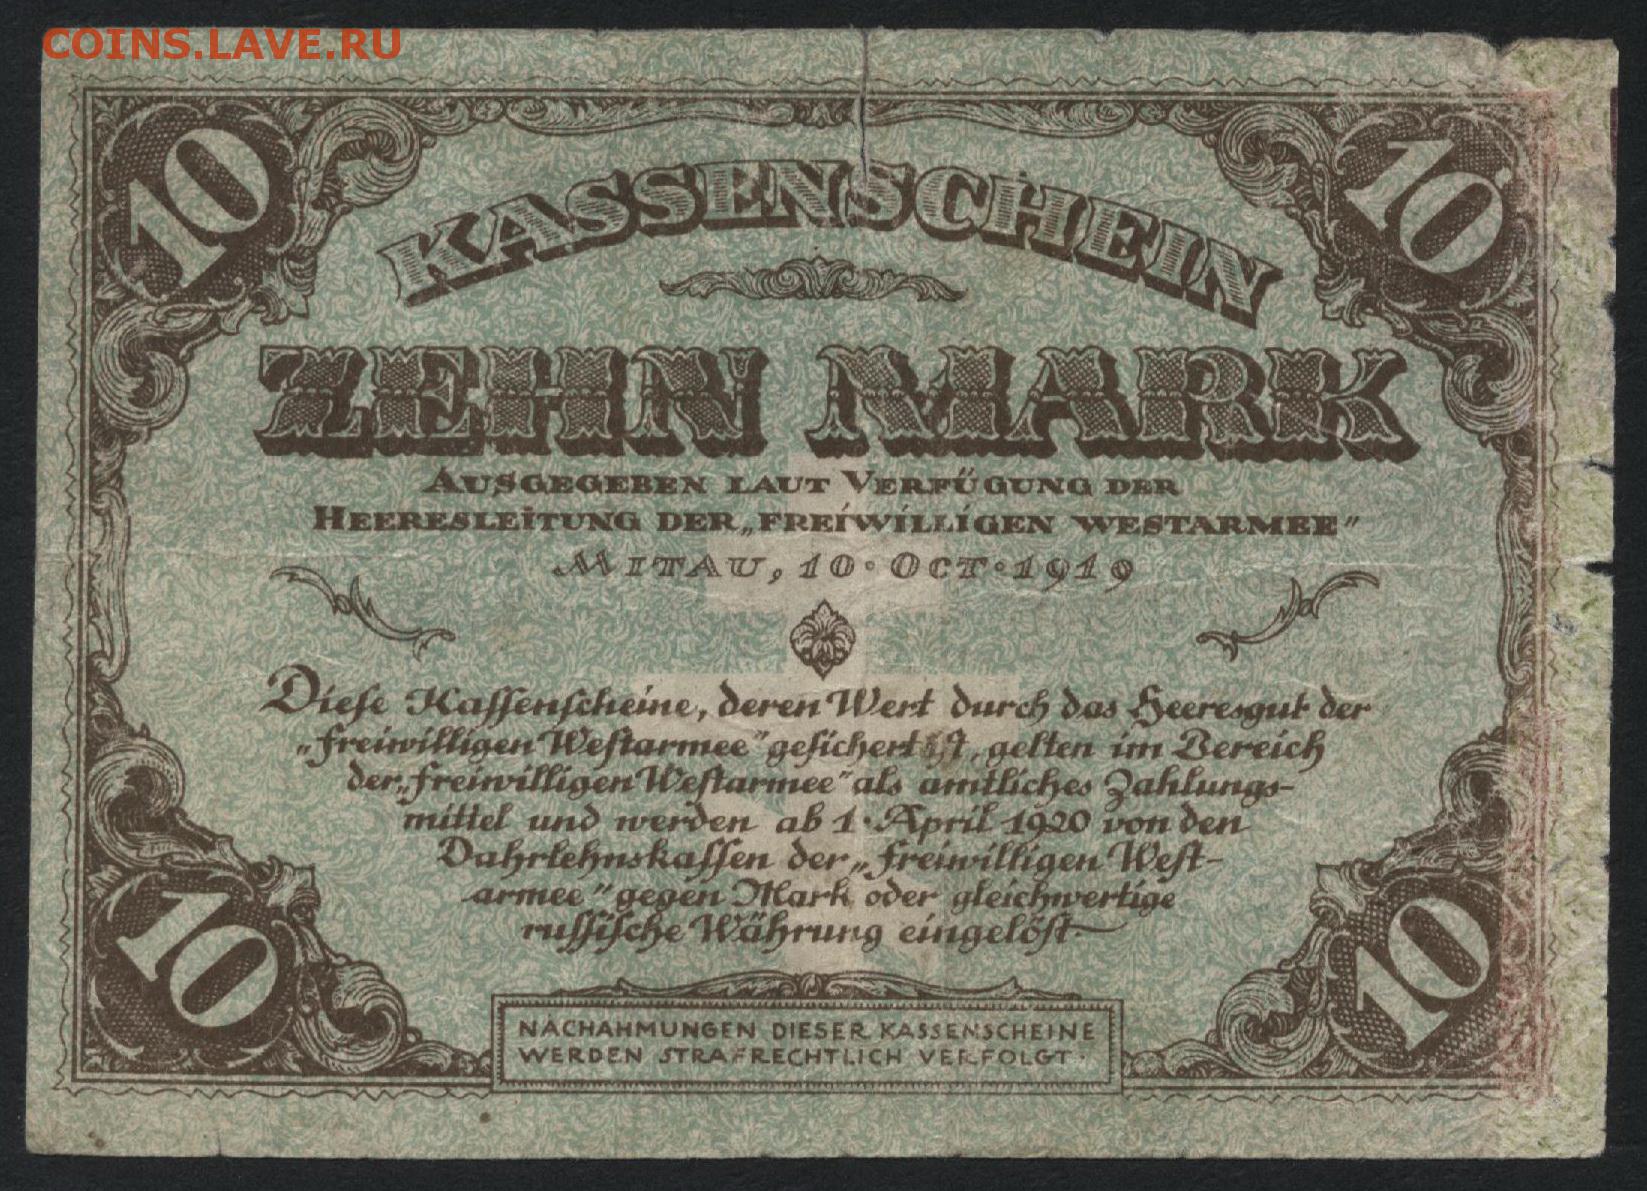 COINS.LAVE.RU
10 10
KASSENSCHEIN
ZEHN MARK
AUSGEGEBEN LAUT VERFÜGUNG DER
HEERESLEITUNG DER „FREIWILLIGEN WESTARMEE"
MITAU, 10. OCT. 1919
Diese Kassenscheine, deren Wert durch das Heeresgut der
„freiwilligen Westarmee" gesichert ist, gelten im Bereich
der „freiwilligen Westarmee" als amtliches Zahlungs-
mittel und werden ab 1. April 1920 von den
Dahrlehnskassen der „freiwilligen West-
armee" gegen Mark oder gleichwertige
russische Währung eingelöst.
10 10
NACHAHMUNGEN DIESER KASSENSCHEINE
WERDEN STRAFRECHTLICH VERFOLGT.